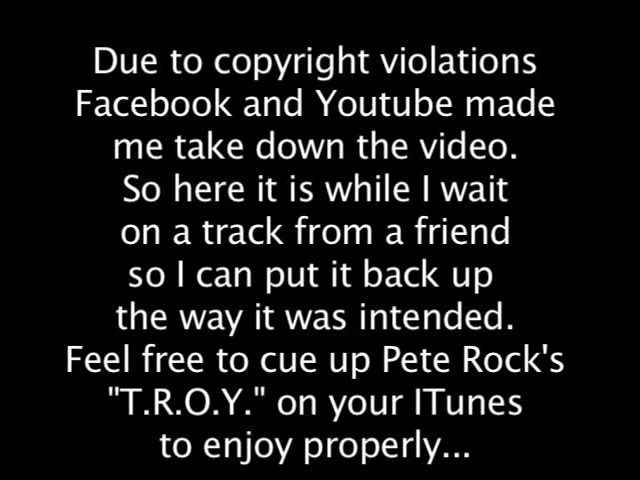 Due to copyright violations
Facebook and Youtube made
me take down the video.
So here it is while I wait
on a track from a friend
so I can put it back up
the way it was intended.
Feel free to cue up Pete Rock's
"T.R.O.Y." on your ITunes
to enjoy properly...